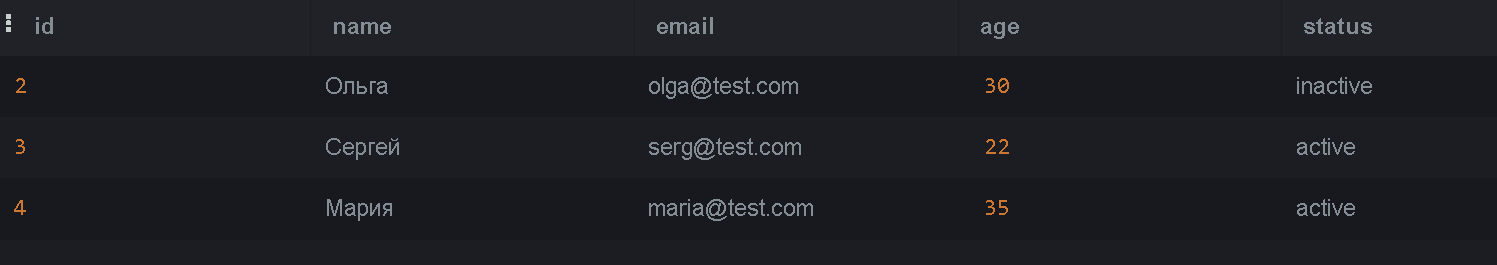 id name email age status
2 Ольга olga@test.com 30 inactive
3 Сергей serg@test.com 22 active
4 Мария maria@test.com 35 active